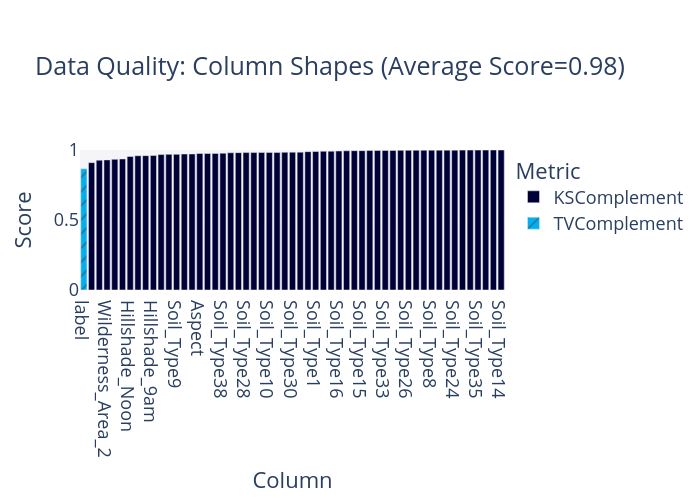 Data Quality: Column Shapes (Average Score=0.98)
1
0.5
0
Score
label
Wilderness_Area_2
Hillshade_Noon
Hillshade_9am
Soil_Type9
Aspect
Soil_Type38
Soil_Type28
Soil_Type10
Soil_Type30
Soil_Type1
Soil_Type16
Soil_Type15
Soil_Type33
Soil_Type26
Soil_Type8
Soil_Type24
Soil_Type35
Soil_Type14
Column
Metric
KSComplement
TVComplement